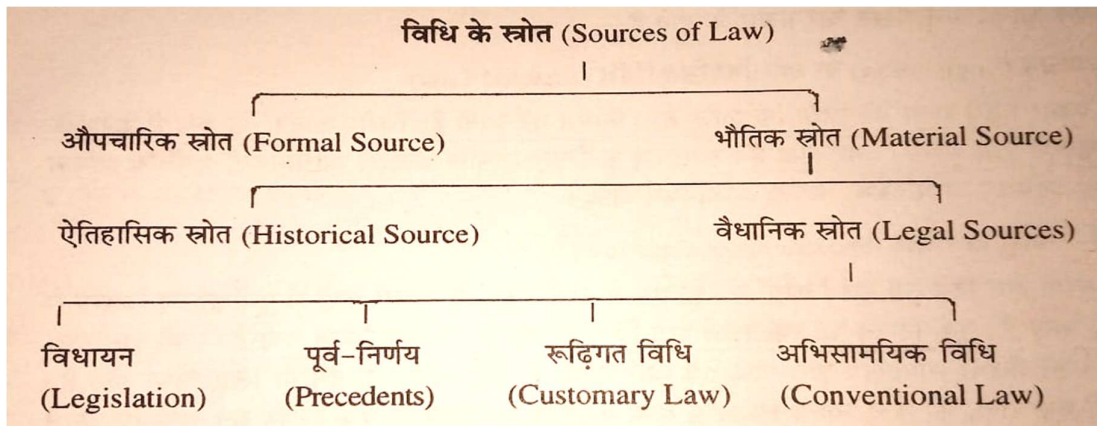 विधि के स्त्रोत (Sources of Law)
औपचारिक स्त्रोत (Formal Source) भौतिक स्त्रोत (Material Source)
ऐतिहासिक स्त्रोत (Historical Source) वैधानिक स्त्रोत (Legal Sources)
विधायन पूर्व-निर्णय रूढ़िगत विधि अभिसामयिक विधि
(Legislation) (Precedents) (Customary Law) (Conventional Law)